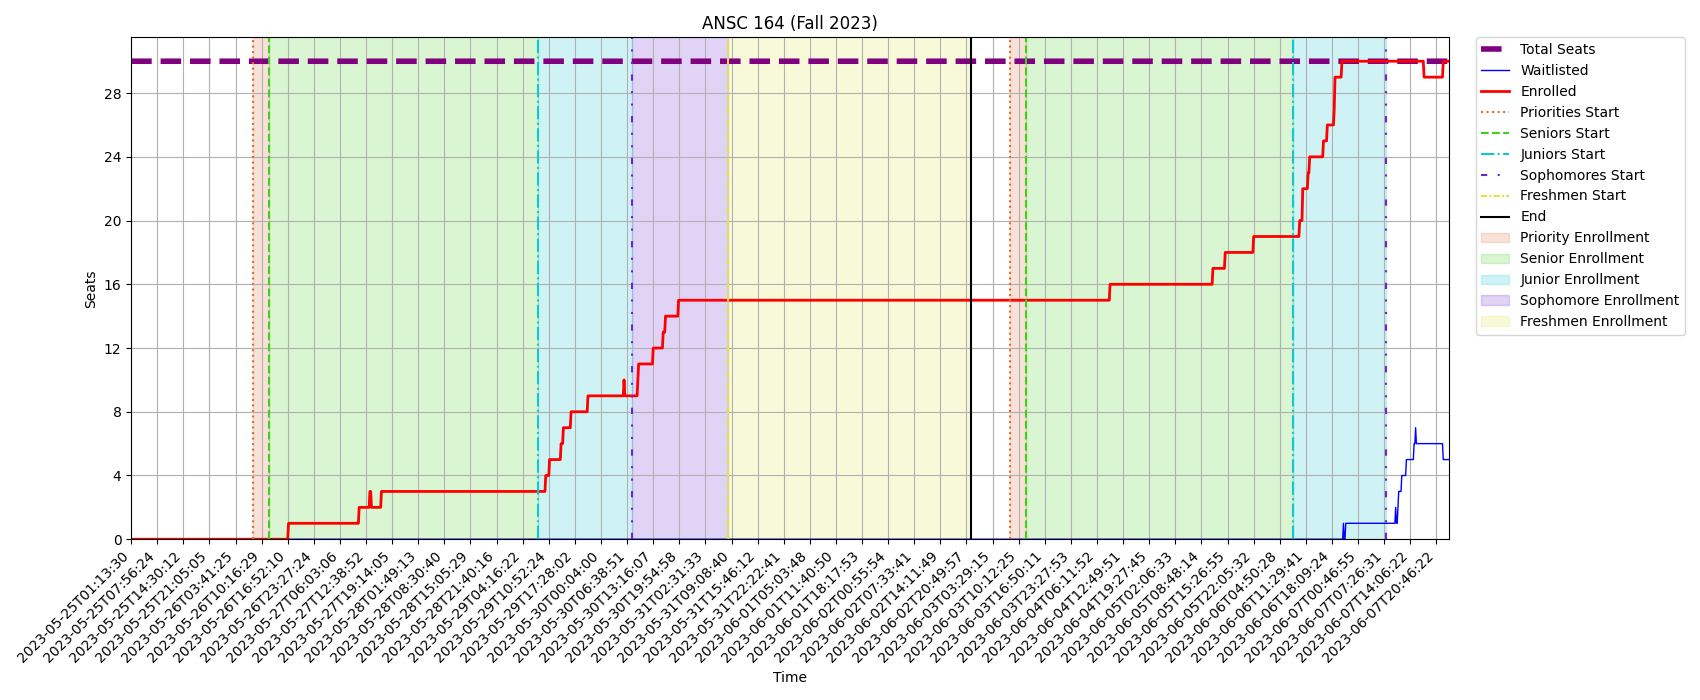 ANSC 164 (Fall 2023)
Total Seats
Waitlisted
Enrolled
Priorities Start
Seniors Start
Juniors Start
Sophomores Start
Freshmen Start
End
Priority Enrollment
Senior Enrollment
Junior Enrollment
Sophomore Enrollment
Freshmen Enrollment
Seats
28
24
20
16
12
8
4
0
2023-05-25T01:13:30
2023-05-25T07:56:24
2023-05-25T14:30:12
2023-05-25T21:05:05
2023-05-26T03:41:25
2023-05-26T10:16:29
2023-05-26T16:52:10
2023-05-26T23:27:24
2023-05-27T06:03:06
2023-05-27T12:38:52
2023-05-27T19:14:05
2023-05-28T01:49:13
2023-05-28T08:30:40
2023-05-28T15:05:29
2023-05-28T21:40:16
2023-05-29T04:16:22
2023-05-29T10:52:24
2023-05-29T17:28:02
2023-05-30T00:04:00
2023-05-30T06:38:51
2023-05-30T13:16:07
2023-05-30T19:54:58
2023-05-31T02:31:33
2023-05-31T09:08:40
2023-05-31T15:46:12
2023-05-31T22:22:41
2023-06-01T05:03:48
2023-06-01T11:40:50
2023-06-01T18:17:53
2023-06-02T00:55:54
2023-06-02T07:33:41
2023-06-02T14:11:49
2023-06-02T20:49:57
2023-06-03T03:29:15
2023-06-03T10:12:25
2023-06-03T16:50:11
2023-06-03T23:27:53
2023-06-04T06:11:52
2023-06-04T12:49:51
2023-06-04T19:27:45
2023-06-05T02:06:33
2023-06-05T08:48:14
2023-06-05T15:26:55
2023-06-05T22:05:32
2023-06-06T04:50:28
2023-06-06T11:29:41
2023-06-06T18:09:24
2023-06-07T00:46:55
2023-06-07T07:26:31
2023-06-07T14:06:22
2023-06-07T20:46:22
Time